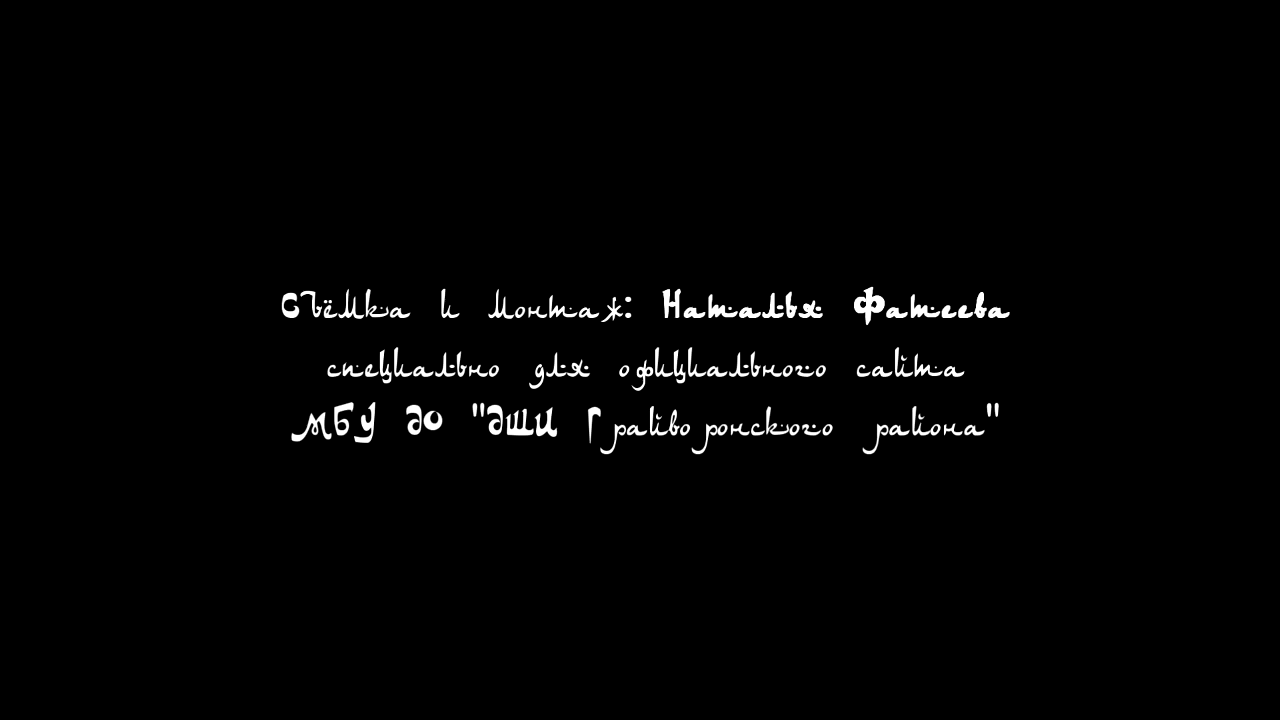 Съёмка и монтаж: Наталья Фатеева
специально для официального сайта
МБУ ДО "ДШИ Грайворонского района"